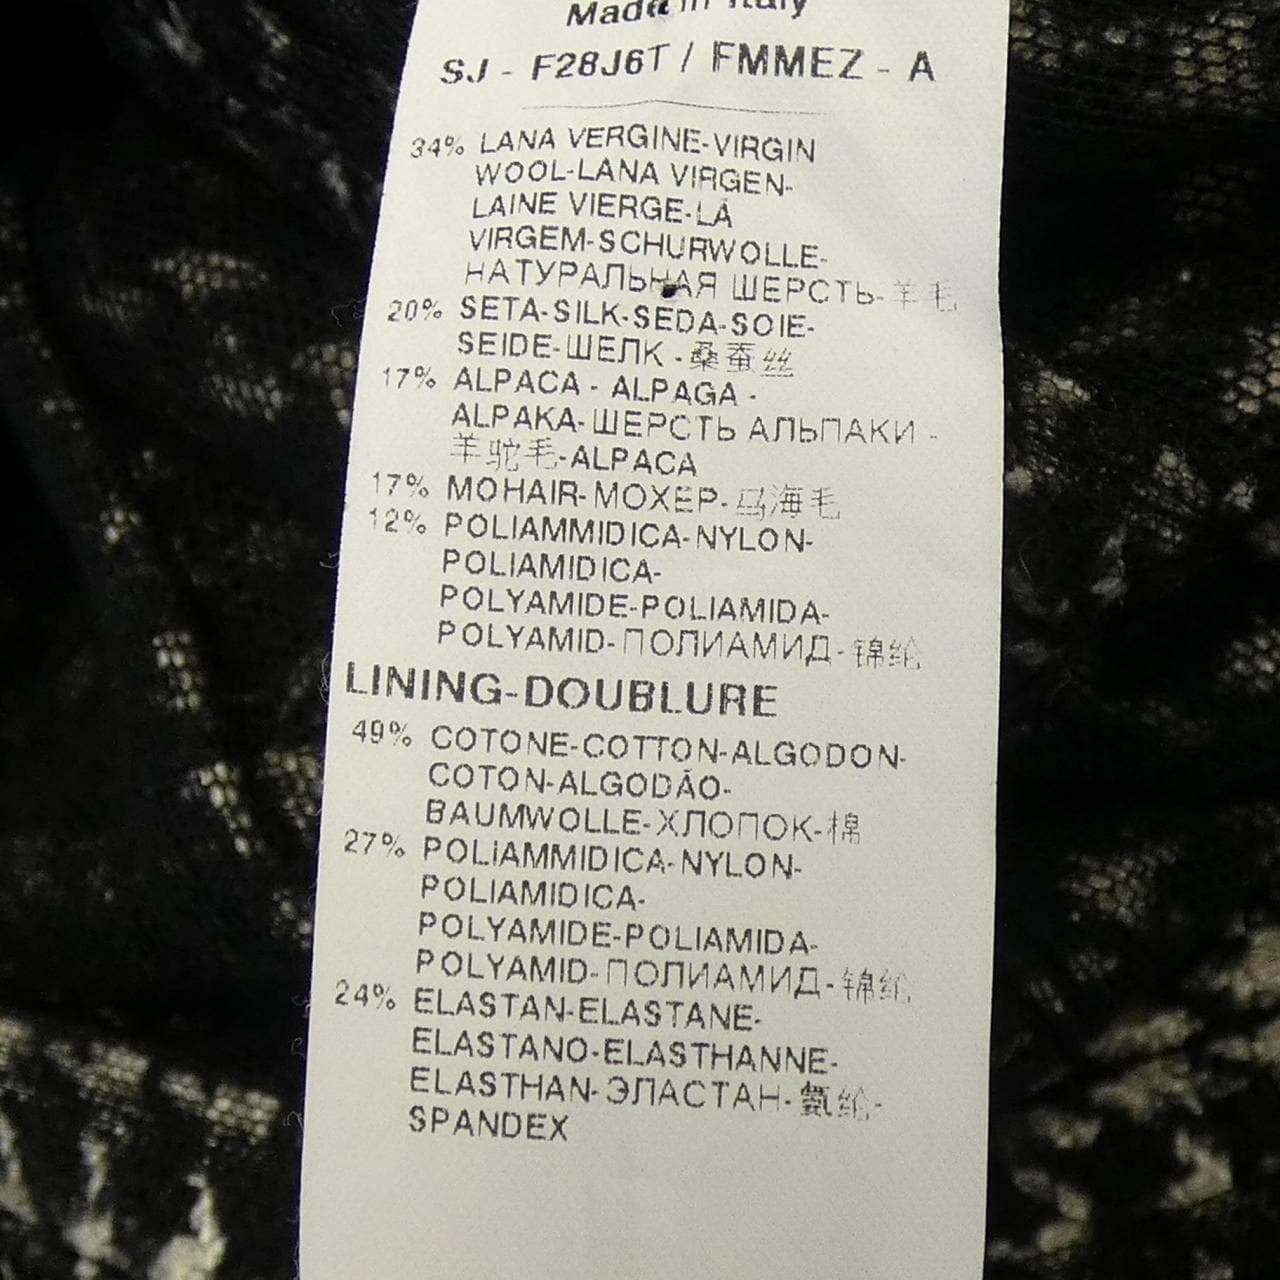 Made in Italy
SJ - F28J6T / FMMEZ - A
34% LANA VERGINE-VIRGIN
WOOL-LANA VIRGEN-
LAINE VIERGE-LÃ
VIRGEM-SCHURWOLLE-
НАТУРАЛЬНАЯ ШЕРСТЬ-羊毛
20% SETA-SILK-SEDA-SOIE-
SEIDE-ШЕЛК -桑蚕丝
17% ALPACA - ALPAGA -
ALPAKA-ШЕРСТЬ АЛЬПАКИ -
羊驼毛-ALPACA
17% MOHAIR-МОХЕР-马海毛
12% POLIAMMIDICA-NYLON-
POLIAMIDICA-
POLYAMIDE-POLIAMIDA-
POLYAMID-ПОЛИАМИД-锦纶
LINING-DOUBLURE
49% COTONE-COTTON-ALGODON-
COTON-ALGODÃO-
BAUMWOLLE-ХЛОПОК-棉
27% POLIAMMIDICA-NYLON-
POLIAMIDICA-
POLYAMIDE-POLIAMIDA-
POLYAMID-ПОЛИАМИД-锦纶
24% ELASTAN-ELASTANE-
ELASTANO-ELASTHANNE-
ELASTHAN-ЭЛАСТАН-氨纶-
SPANDEX